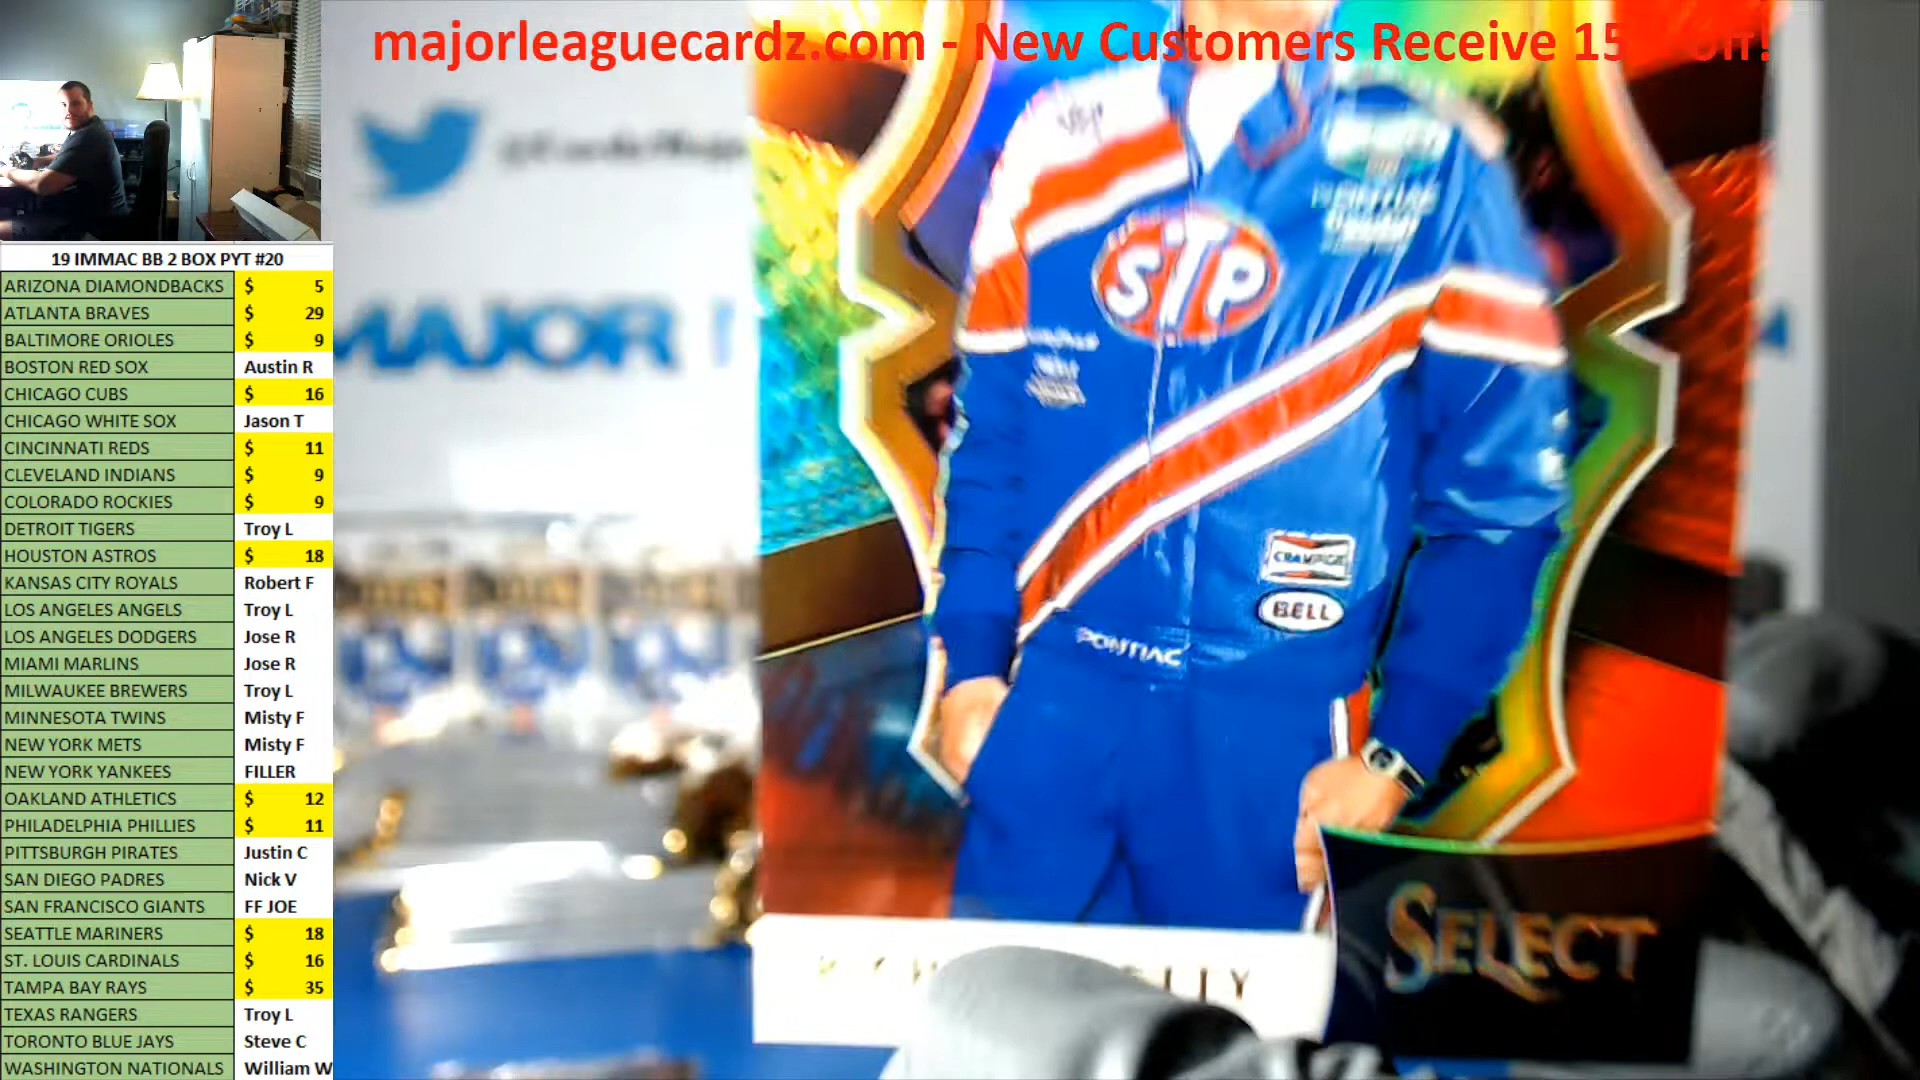 majorleaguecardz.com - New Customers Receive 15
MAJOR
STP
CHAMPION
BELL
PONTIAC
SELECT
19 IMMAC BB 2 BOX PYT #20
ARIZONA DIAMONDBACKS $ 5
ATLANTA BRAVES $ 29
BALTIMORE ORIOLES $ 9
BOSTON RED SOX Austin R
CHICAGO CUBS $ 16
CHICAGO WHITE SOX Jason T
CINCINNATI REDS $ 11
CLEVELAND INDIANS $ 9
COLORADO ROCKIES $ 9
DETROIT TIGERS Troy L
HOUSTON ASTROS $ 18
KANSAS CITY ROYALS Robert F
LOS ANGELES ANGELS Troy L
LOS ANGELES DODGERS Jose R
MIAMI MARLINS Jose R
MILWAUKEE BREWERS Troy L
MINNESOTA TWINS Misty F
NEW YORK METS Misty F
NEW YORK YANKEES FILLER
OAKLAND ATHLETICS $ 12
PHILADELPHIA PHILLIES $ 11
PITTSBURGH PIRATES Justin C
SAN DIEGO PADRES Nick V
SAN FRANCISCO GIANTS FF JOE
SEATTLE MARINERS $ 18
ST. LOUIS CARDINALS $ 16
TAMPA BAY RAYS $ 35
TEXAS RANGERS Troy L
TORONTO BLUE JAYS Steve C
WASHINGTON NATIONALS William W